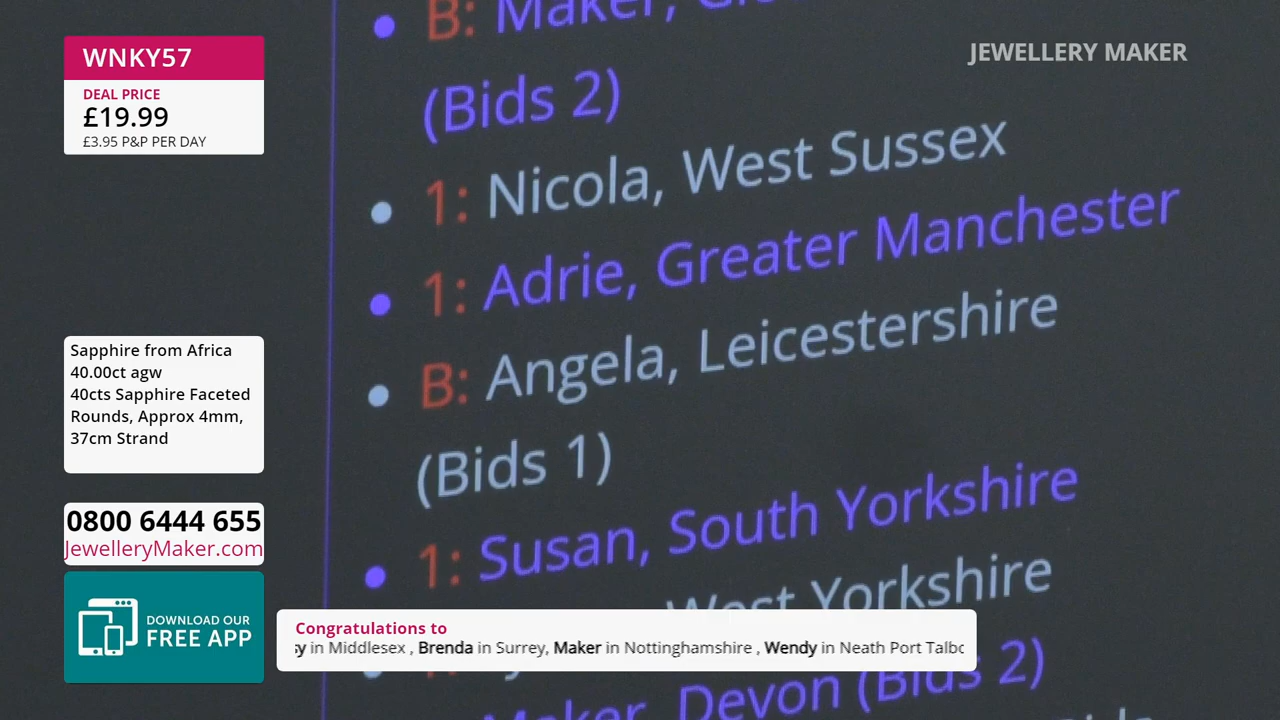 WNKY57
DEAL PRICE
£19.99
£3.95 P&P PER DAY
JEWELLERY MAKER
B: Maker,
(Bids 2)
1: Nicola, West Sussex
1: Adrie, Greater Manchester
B: Angela, Leicestershire
(Bids 1)
1: Susan, South Yorkshire
West Yorkshire
Maker, Devon (Bids 2)
Sapphire from Africa
40.00ct agw
40cts Sapphire Faceted
Rounds, Approx 4mm,
37cm Strand
0800 6444 655
JewelleryMaker.com
DOWNLOAD OUR
FREE APP
Congratulations to
in Middlesex , Brenda in Surrey, Maker in Nottinghamshire , Wendy in Neath Port